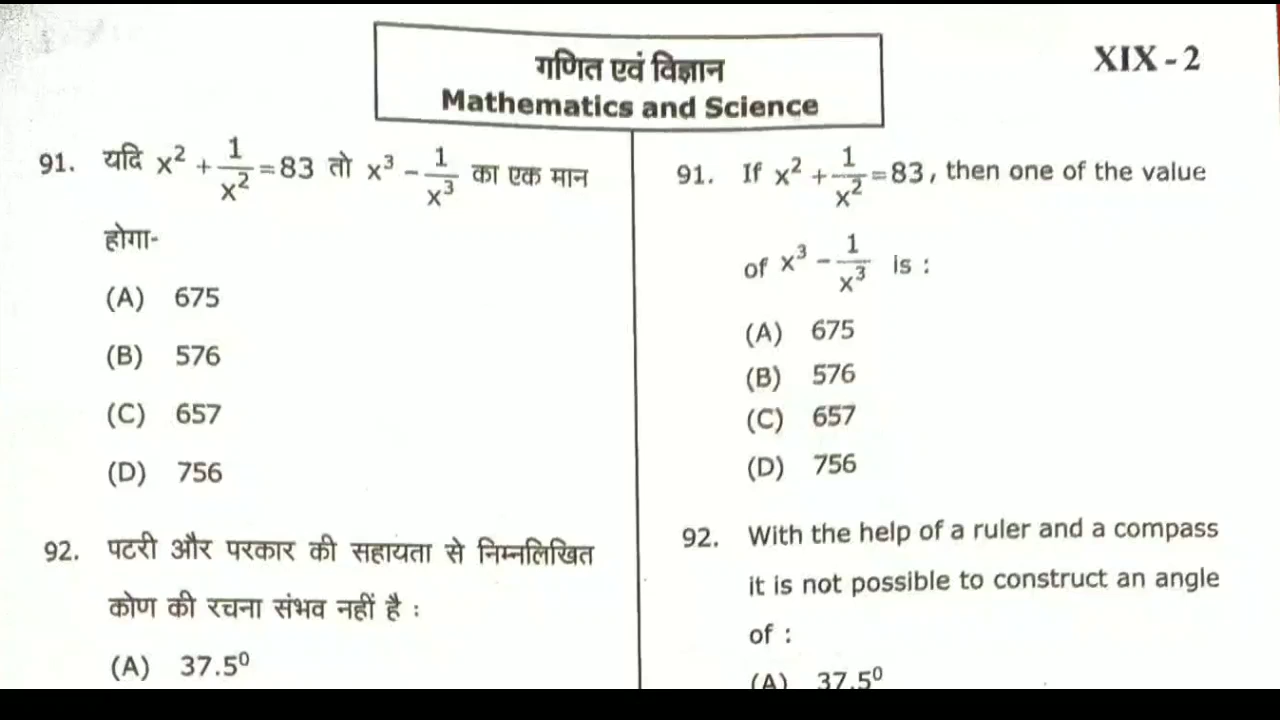 गणित एवं विज्ञान
Mathematics and Science
XIX - 2
91. यदि x² + 1/x² = 83 तो x³ − 1/x³ का एक मान
होगा-
(A) 675
(B) 576
(C) 657
(D) 756
92. पटरी और परकार की सहायता से निम्नलिखित
कोण की रचना संभव नहीं है :
(A) 37.5⁰
91. If x² + 1/x² = 83, then one of the value
of x³ − 1/x³ is :
(A) 675
(B) 576
(C) 657
(D) 756
92. With the help of a ruler and a compass
it is not possible to construct an angle
of :
(A) 37.5⁰